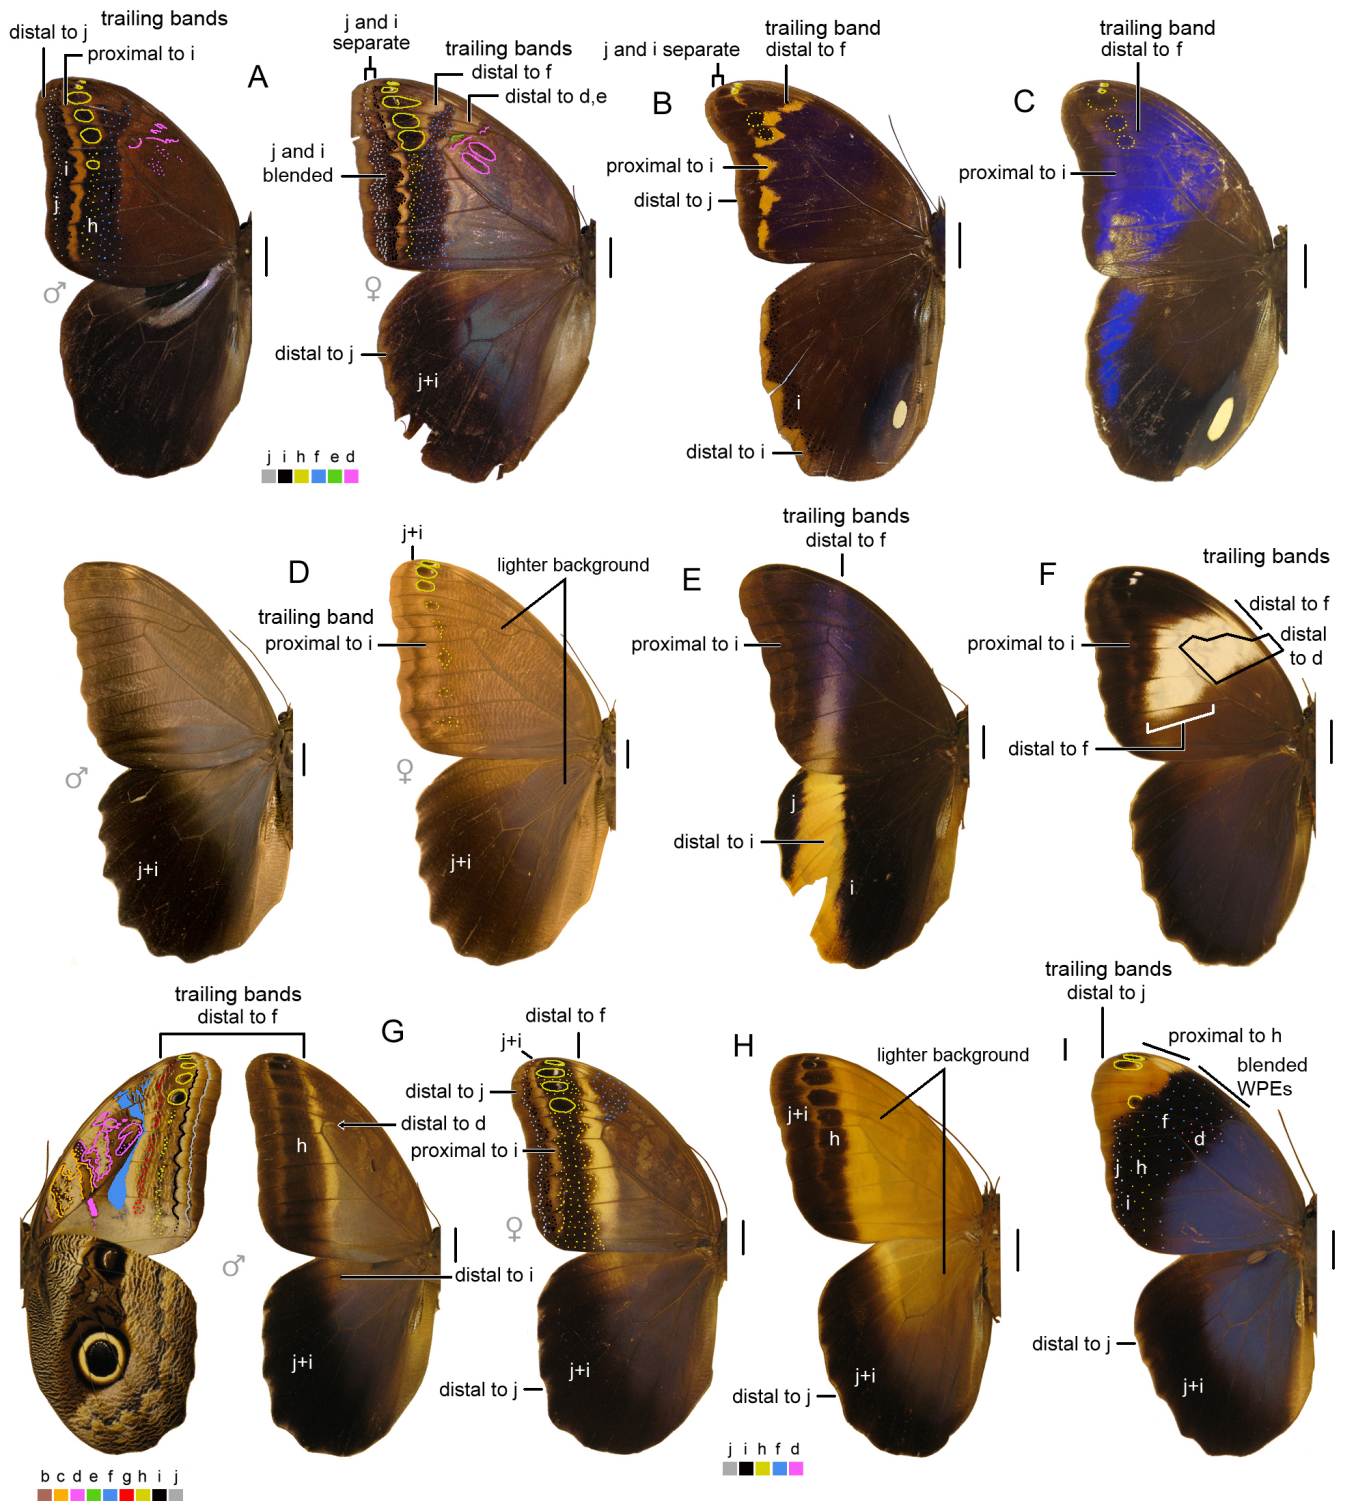 trailing bands
distal to j
proximal to i
A
j and i
separate
trailing bands
distal to f
distal to d,e
j and i
blended
i
j
h
♂
♀
distal to j
j+i
j i h f e d
j and i separate
trailing band
distal to f
B
proximal to i
distal to j
i
distal to i
trailing band
distal to f
C
proximal to i
D
j+i
lighter background
trailing band
proximal to i
♂
♀
j+i
j+i
trailing bands
distal to f
E
proximal to i
j
distal to i
i
F
trailing bands
distal to f
distal
to d
proximal to i
distal to f
trailing bands
distal to f
G
distal to f
j+i
distal to j
distal to d
proximal to i
h
♂
♀
distal to i
j+i
distal to j
j+i
b c d e f g h i j
H
lighter background
j+i
h
j+i
distal to j
j i h f d
trailing bands
distal to j
I
proximal to h
blended
WPEs
f
d
j
h
i
distal to j
j+i